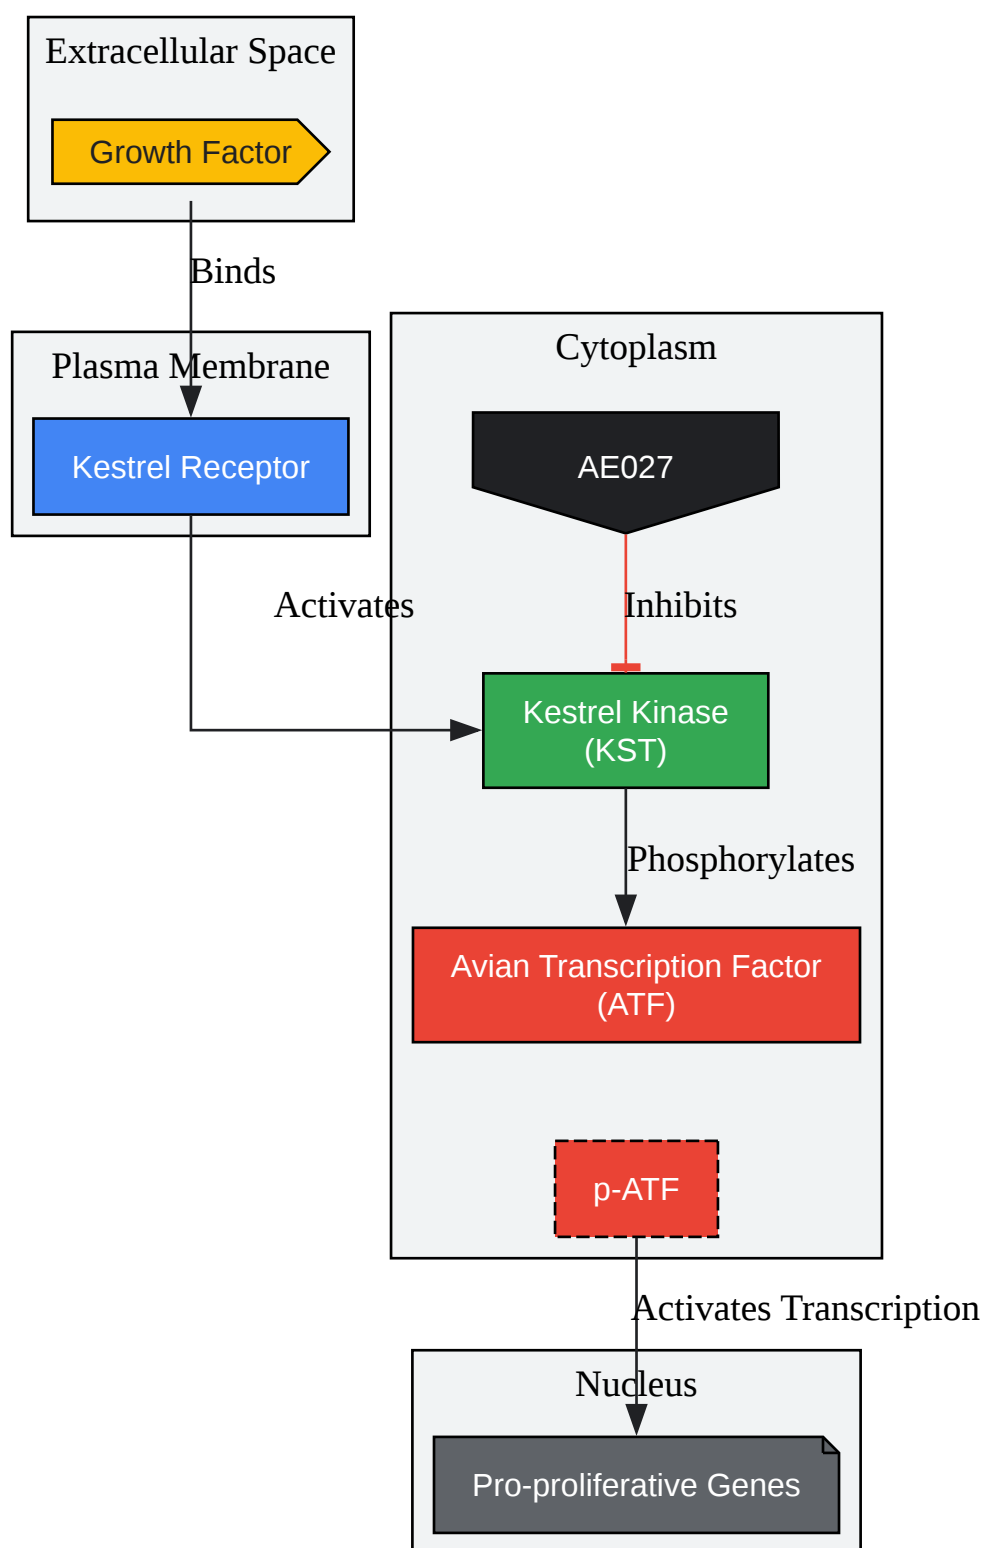 Extracellular Space
Growth Factor
Binds
Plasma Membrane
Kestrel Receptor
Activates
Cytoplasm
AE027
Inhibits
Kestrel Kinase
(KST)
Phosphorylates
Avian Transcription Factor
(ATF)
p-ATF
Activates Transcription
Nucleus
Pro-proliferative Genes